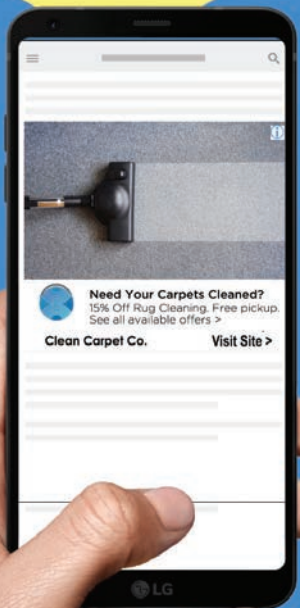 Need Your Carpets Cleaned?
15% Off Rug Cleaning. Free pickup.
See all available offers >
Clean Carpet Co.
Visit Site >
LG